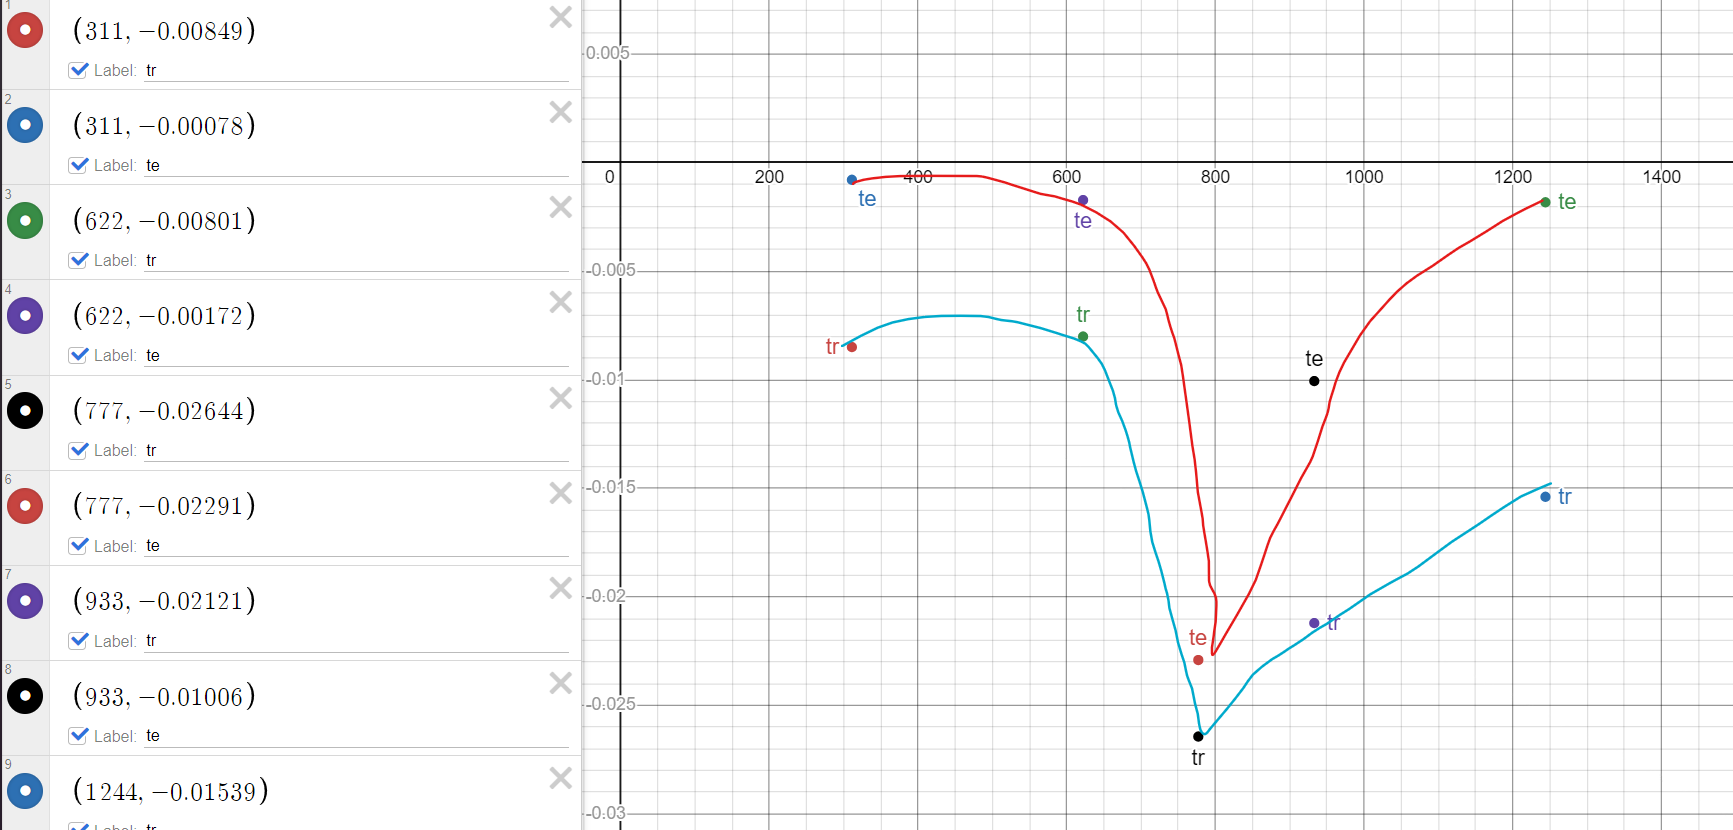 1
(311, −0.00849)
Label: tr
2
(311, −0.00078)
Label: te
3
(622, −0.00801)
Label: tr
4
(622, −0.00172)
Label: te
5
(777, −0.02644)
Label: tr
6
(777, −0.02291)
Label: te
7
(933, −0.02121)
Label: tr
8
(933, −0.01006)
Label: te
9
(1244, −0.01539)
Label: tr
0.005
0 200 400 600 800 1000 1200 1400
te
te
te
-0.005
tr
tr
te
-0.01
-0.015
tr
-0.02
tr
te
-0.025
tr
-0.03